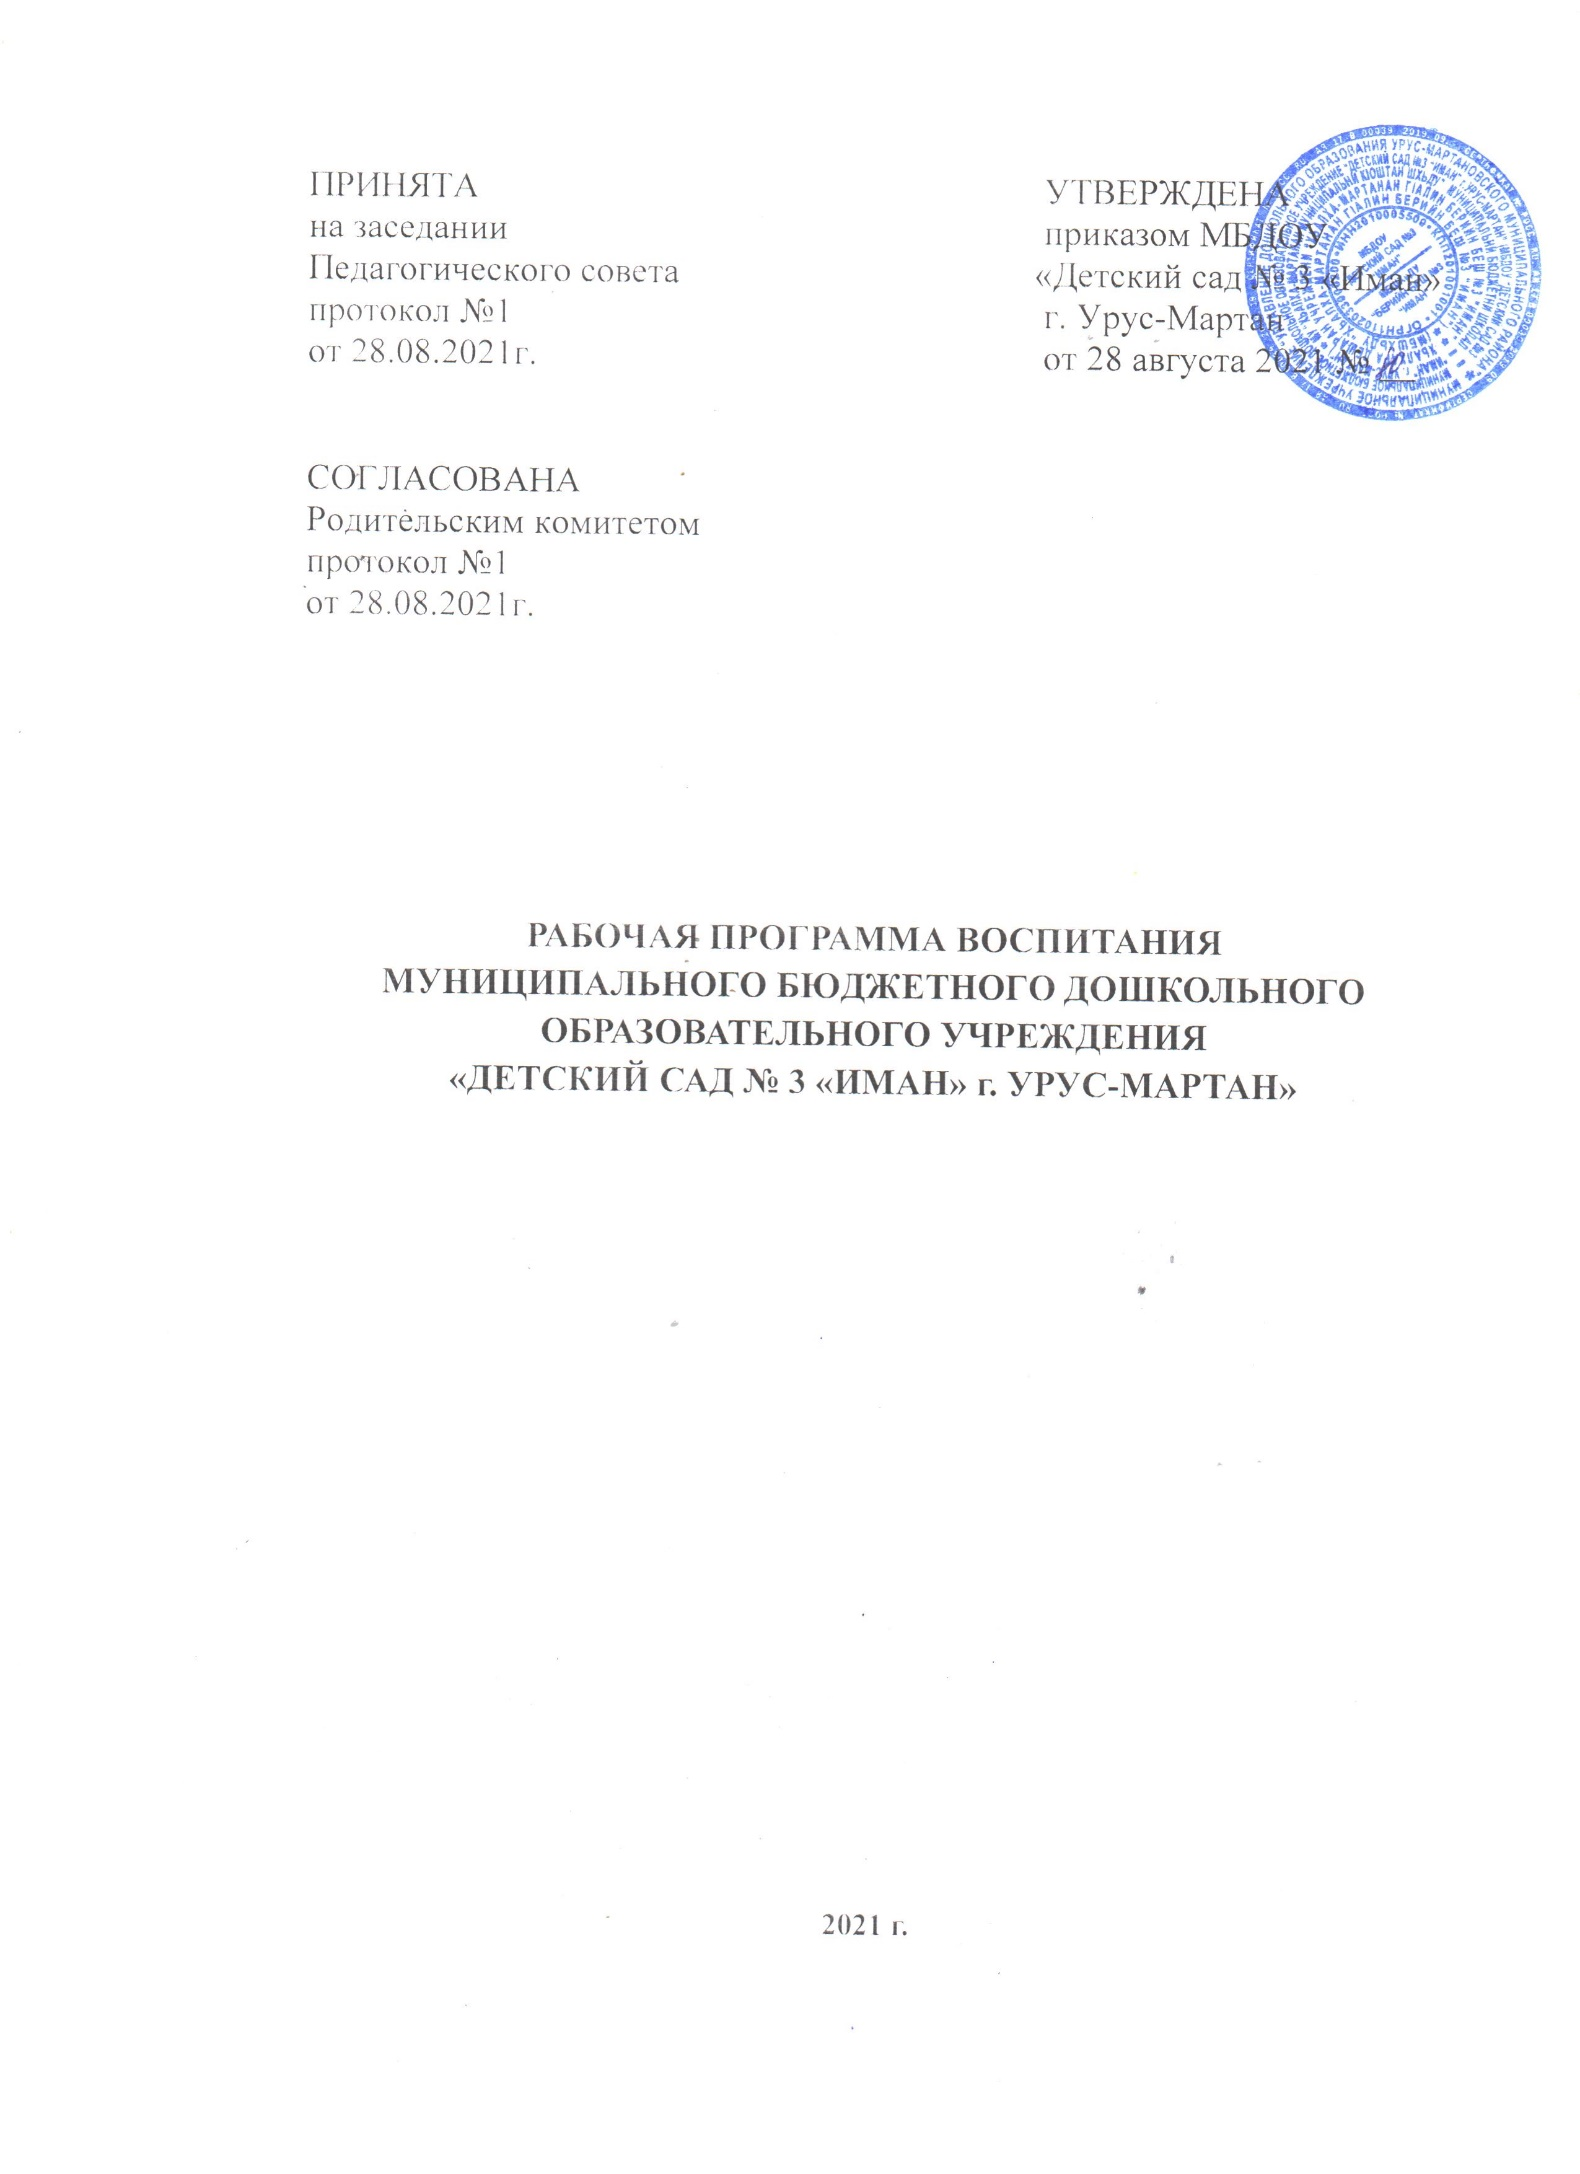 ПРИНЯТА
на заседании
Педагогического совета
протокол №1
от 28.08.2021г.
УТВЕРЖДЕНА
приказом МБДОУ
«Детский сад № 3 «Иман»
г. Урус-Мартан
от 28 августа 2021 №
СОГЛАСОВАНА
Родительским комитетом
протокол №1
от 28.08.2021г.
РАБОЧАЯ ПРОГРАММА ВОСПИТАНИЯ
МУНИЦИПАЛЬНОГО БЮДЖЕТНОГО ДОШКОЛЬНОГО
ОБРАЗОВАТЕЛЬНОГО УЧРЕЖДЕНИЯ
«ДЕТСКИЙ САД № 3 «ИМАН» г. УРУС-МАРТАН»
2021 г.